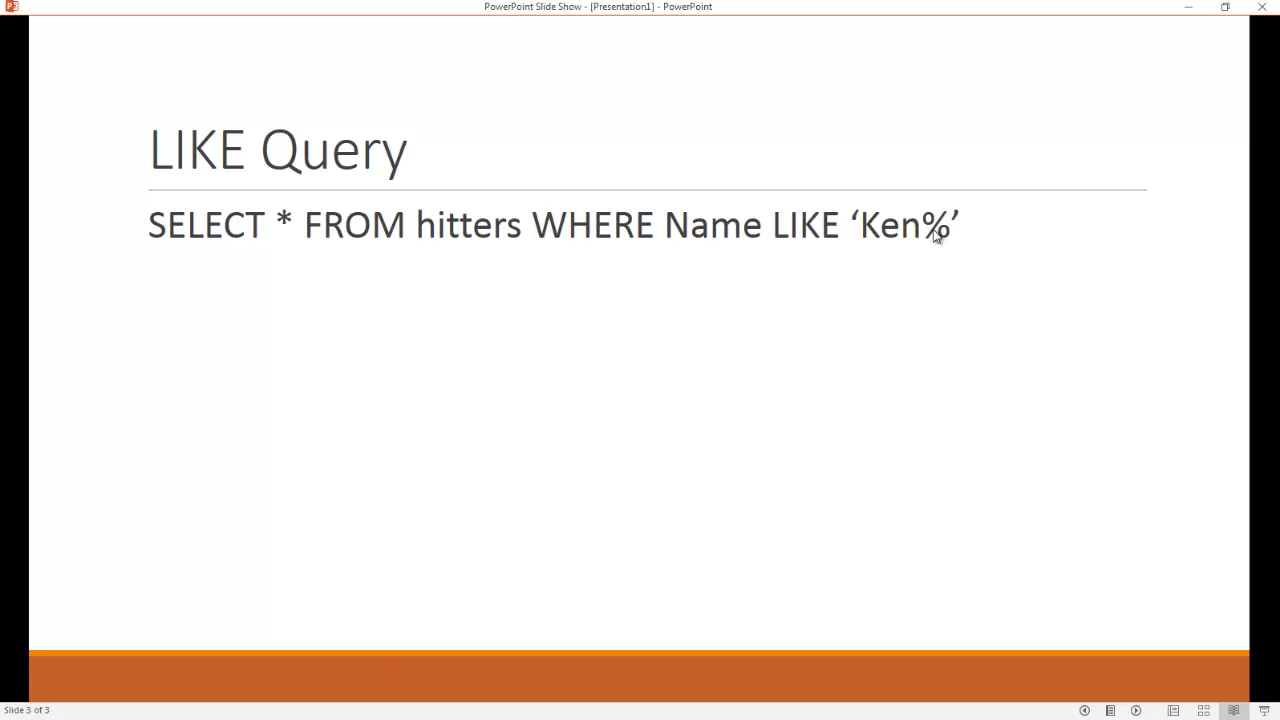 PowerPoint Slide Show - [Presentation1] - PowerPoint
LIKE Query
SELECT * FROM hitters WHERE Name LIKE ‘Ken%’
Slide 3 of 3